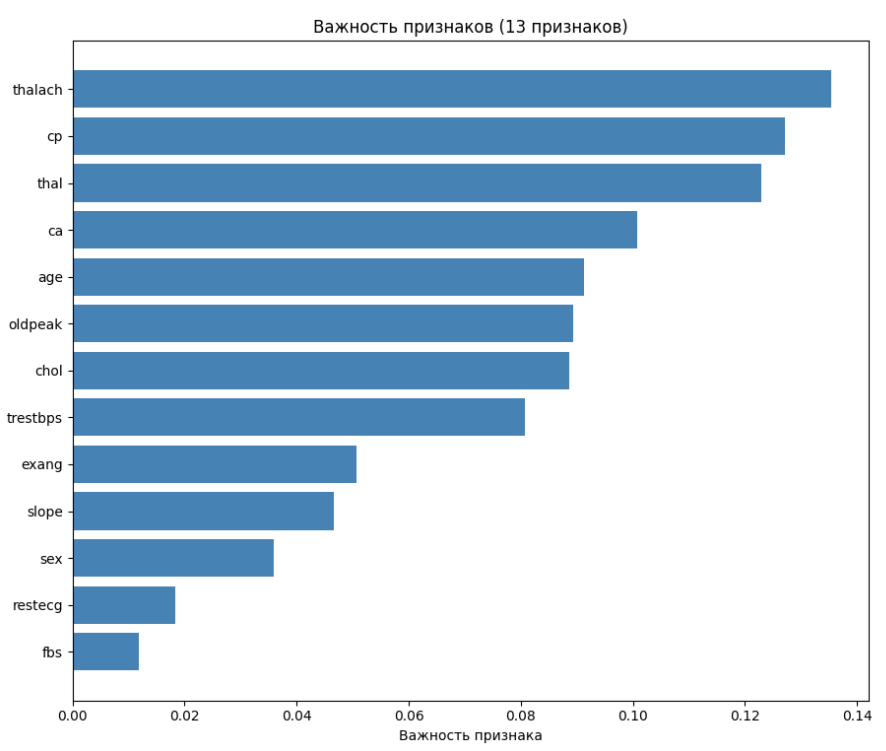 Важность признаков (13 признаков)
thalach
cp
thal
ca
age
oldpeak
chol
trestbps
exang
slope
sex
restecg
fbs
0.00 0.02 0.04 0.06 0.08 0.10 0.12 0.14
Важность признака